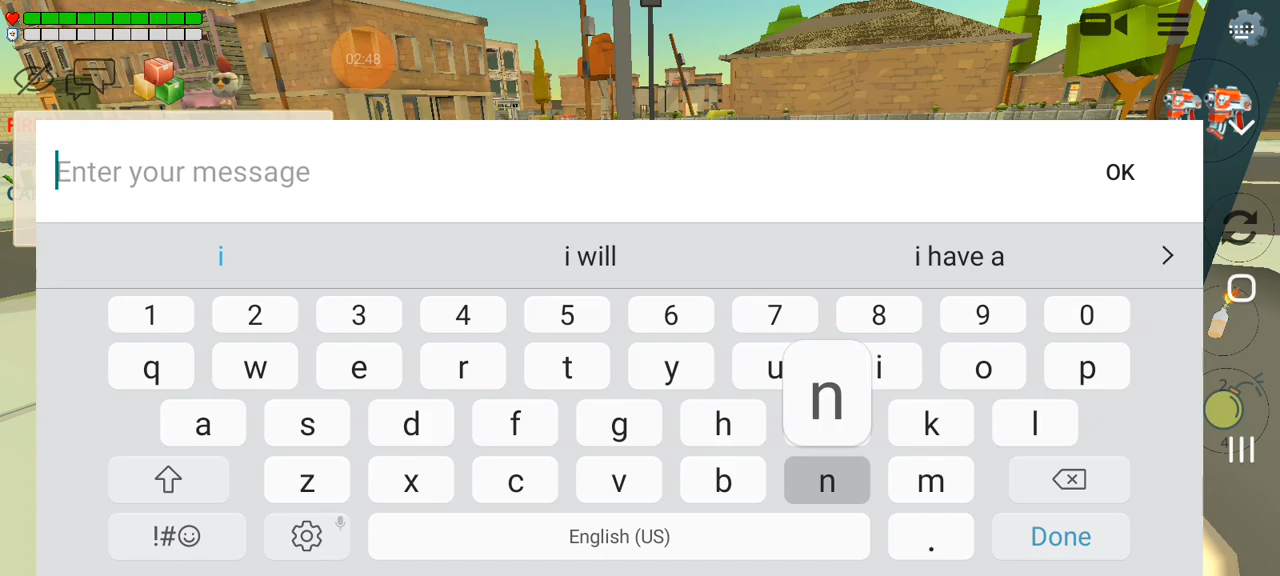 02:48
Enter your message
OK
i
i will
i have a
1 2 3 4 5 6 7 8 9 0
q w e r t y u i o p
a s d f g h k l
n
z x c v b n m
!#☺
English (US)
.
Done